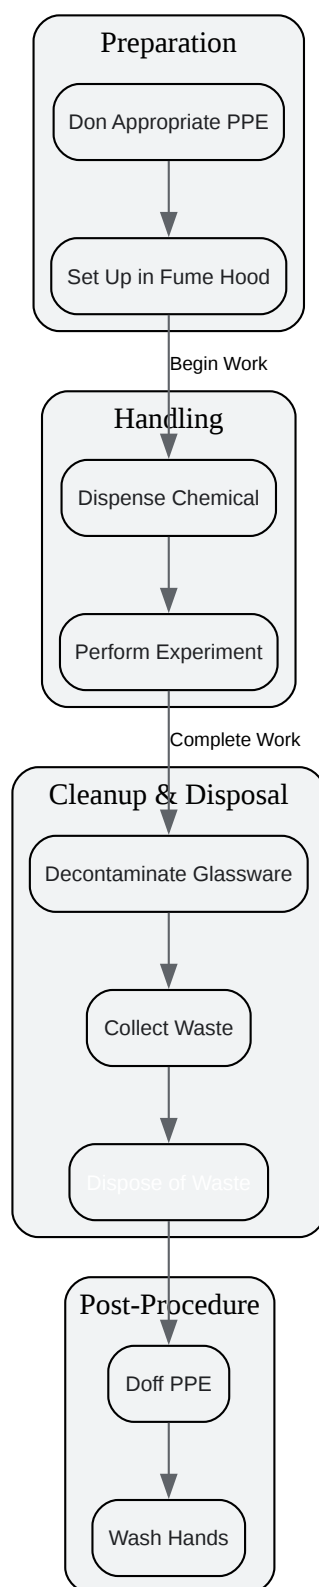 Preparation
Don Appropriate PPE
Set Up in Fume Hood
Begin Work
Handling
Dispense Chemical
Perform Experiment
Complete Work
Cleanup & Disposal
Decontaminate Glassware
Collect Waste
Dispose of Waste
Post-Procedure
Doff PPE
Wash Hands